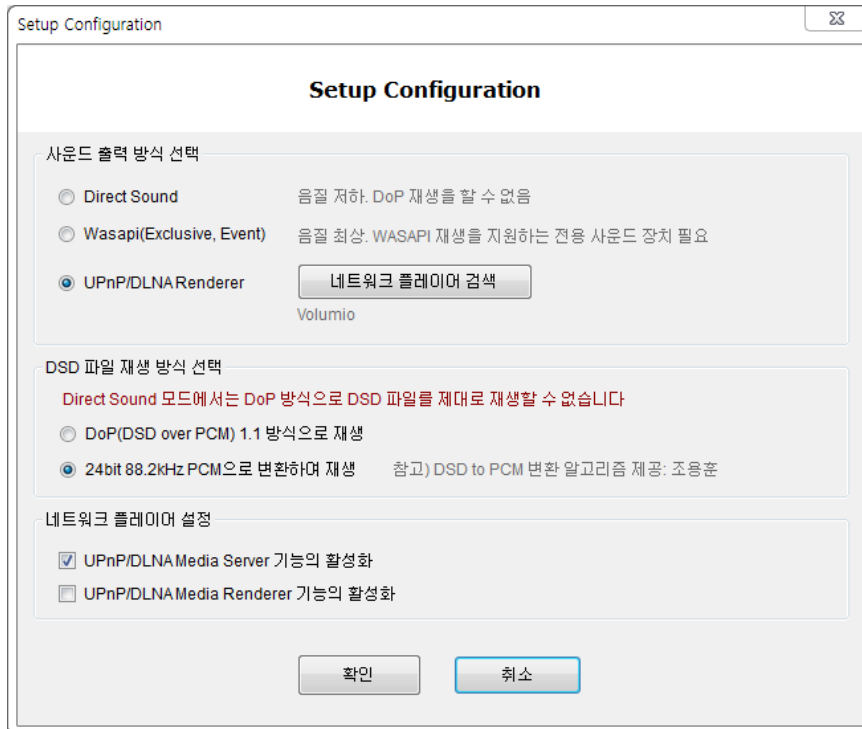 Setup Configuration
Setup Configuration
사운드 출력 방식 선택
Direct Sound 음질 저하. DoP 재생을 할 수 없음
Wasapi(Exclusive, Event) 음질 최상. WASAPI 재생을 지원하는 전용 사운드 장치 필요
UPnP/DLNA Renderer 네트워크 플레이어 검색
Volumio
DSD 파일 재생 방식 선택
Direct Sound 모드에서는 DoP 방식으로 DSD 파일를 제대로 재생할 수 없습니다
DoP(DSD over PCM) 1.1 방식으로 재생
24bit 88.2kHz PCM으로 변환하여 재생 참고) DSD to PCM 변환 알고리즘 제공: 조용훈
네트워크 플레이어 설정
UPnP/DLNA Media Server 기능의 활성화
UPnP/DLNA Media Renderer 기능의 활성화
확인 취소